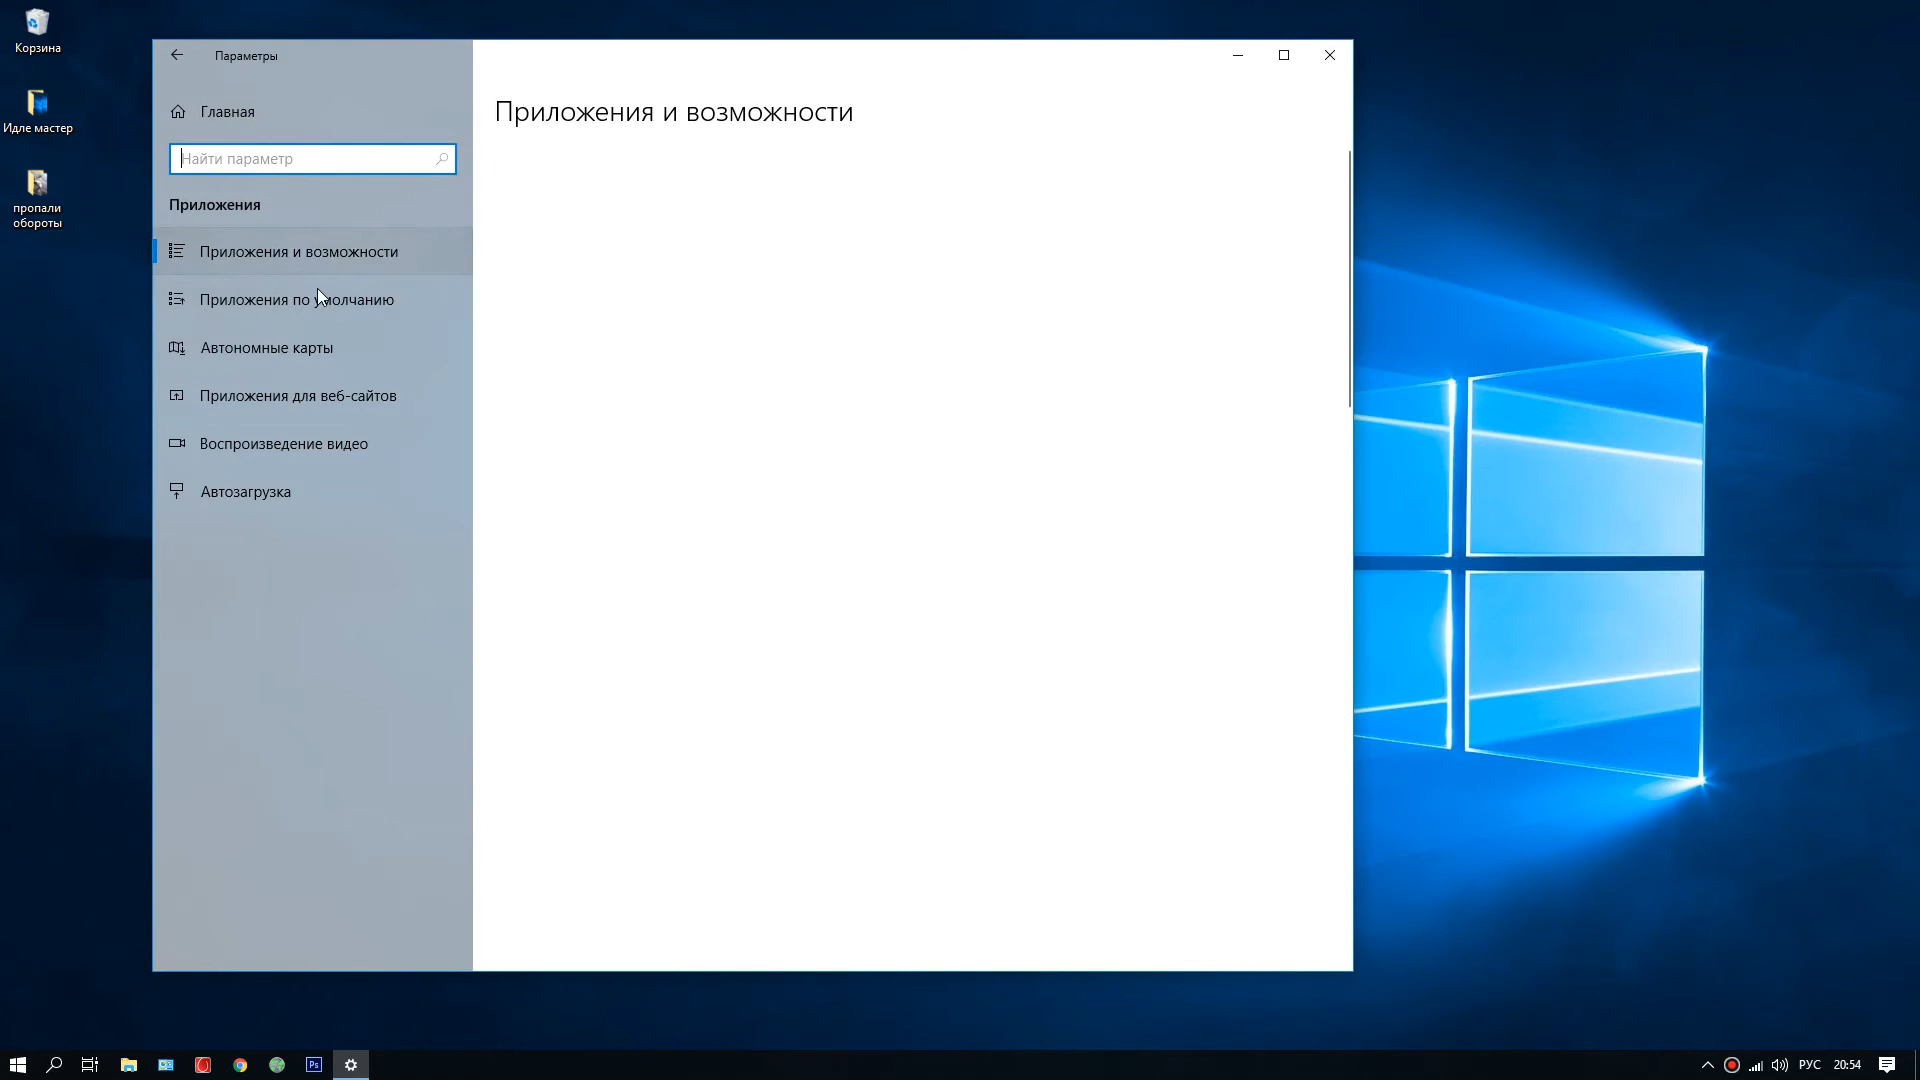 Корзина
Идле мастер
пропали
обороты
Параметры
Главная
Найти параметр
Приложения
Приложения и возможности
Приложения по умолчанию
Автономные карты
Приложения для веб-сайтов
Воспроизведение видео
Автозагрузка
Приложения и возможности
Ps
РУС
20:54